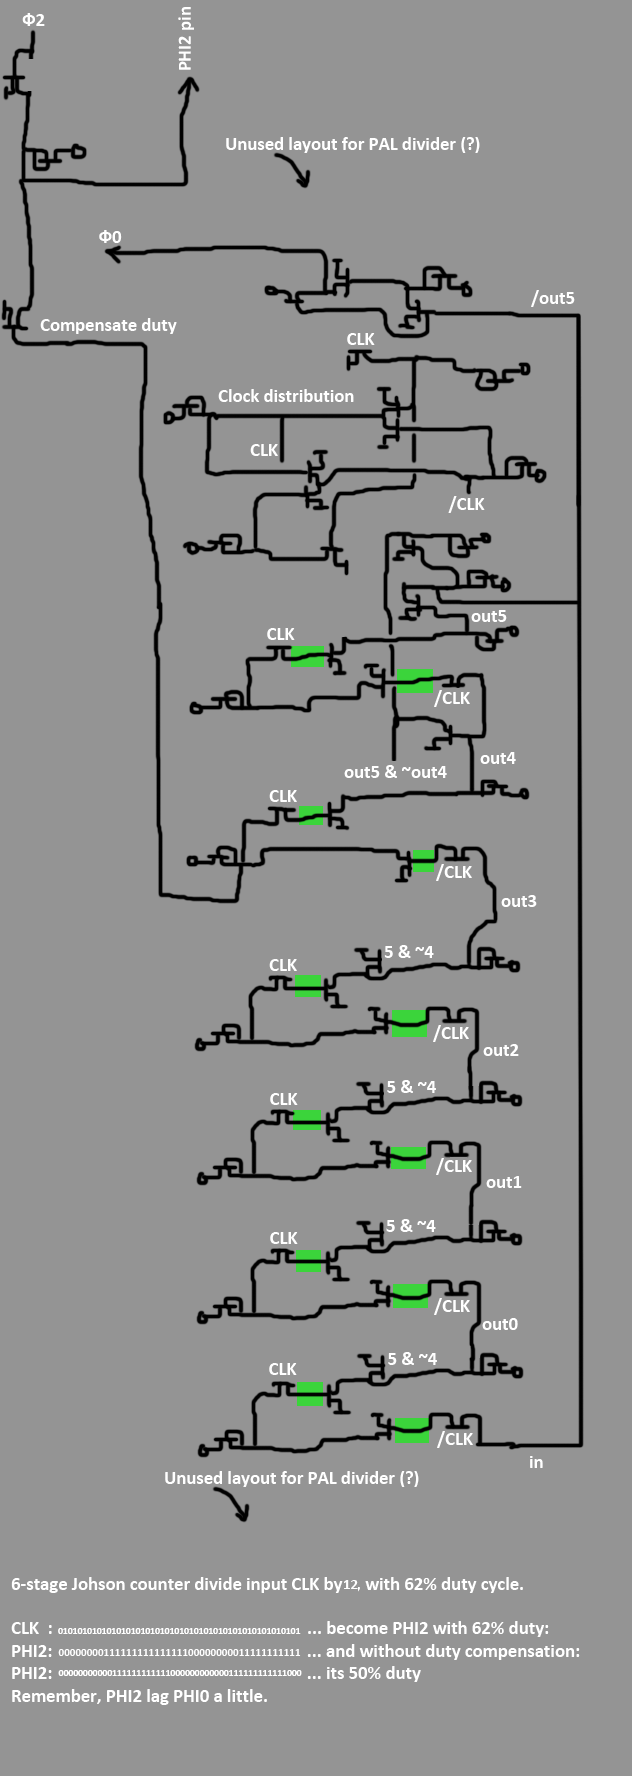 Φ2
PHI2 pin
Unused layout for PAL divider (?)
Φ0
/out5
Compensate duty
CLK
Clock distribution
CLK
/CLK
out5
CLK
/CLK
out4
out5 & ~out4
CLK
/CLK
out3
5 & ~4
CLK
/CLK
out2
5 & ~4
CLK
/CLK
out1
5 & ~4
CLK
/CLK
out0
5 & ~4
CLK
/CLK
in
Unused layout for PAL divider (?)
6-stage Johson counter divide input CLK by12, with 62% duty cycle.
CLK : ... become PHI2 with 62% duty:
PHI2: ... and without duty compensation:
PHI2: ... its 50% duty
Remember, PHI2 lag PHI0 a little.